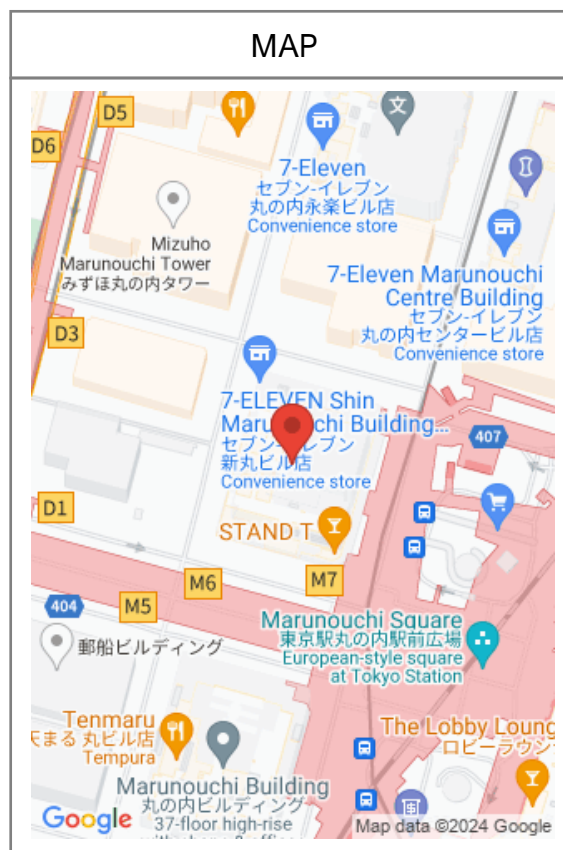 MAP
D5
D6
7-Eleven
セブン-イレブン
丸の内永楽ビル店
Convenience store
Mizuho
Marunouchi Tower
みずほ丸の内タワー
7-Eleven Marunouchi
Centre Building
セブン-イレブン
丸の内センタービル店
Convenience store
D3
7-ELEVEN Shin
Building...
新丸ビル店
Convenience store
407
D1
STAND T
M7
M6
M5
404
Marunouchi Square
東京駅丸の内駅前広場
European-style square
at Tokyo Station
郵船ビルディング
Tenmaru
天まる 丸ビル店
Tempura
The Lobby Loung
ロビーラウン
Marunouchi Building
丸の内ビルディング
37-floor high-rise
Google
Map data ©2024 Google